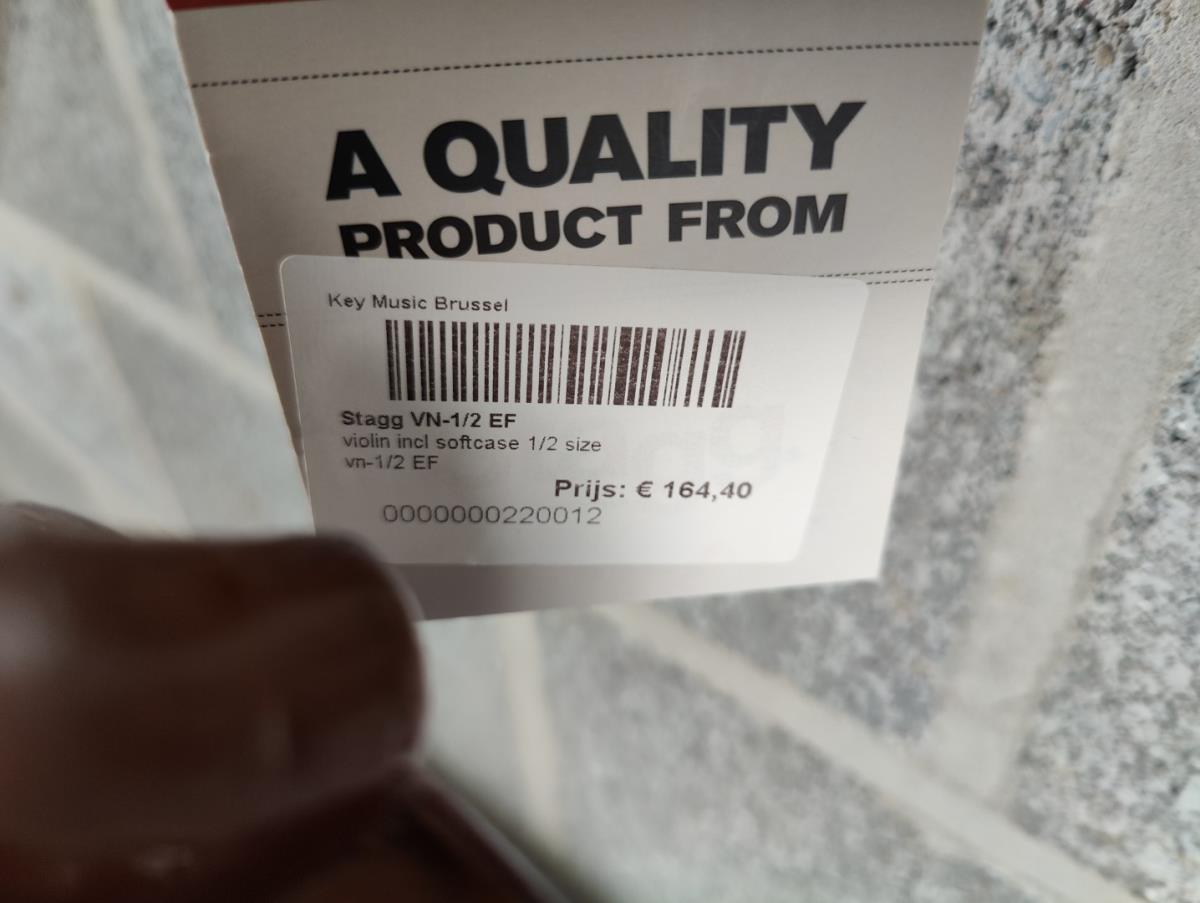 A QUALITY
PRODUCT FROM
Key Music Brussel
Stagg VN-1/2 EF
violin incl softcase 1/2 size
vn-1/2 EF
Prijs: € 164,40
0000000220012